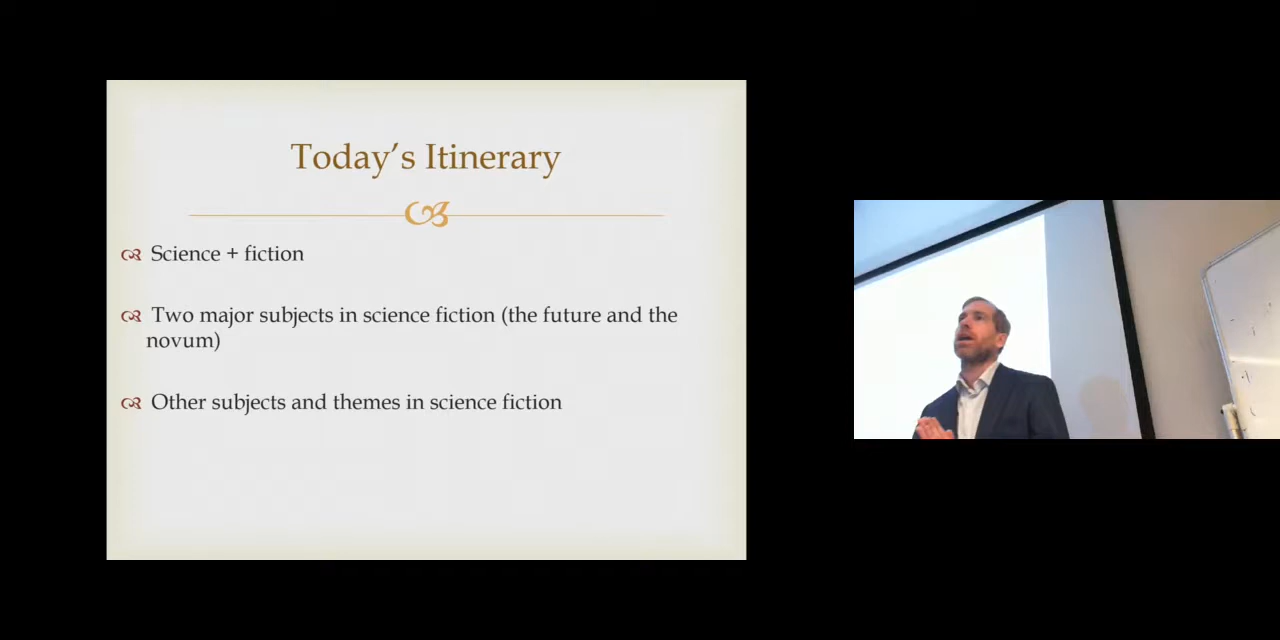 Today’s Itinerary
Science + fiction
Two major subjects in science fiction (the future and the
novum)
Other subjects and themes in science fiction